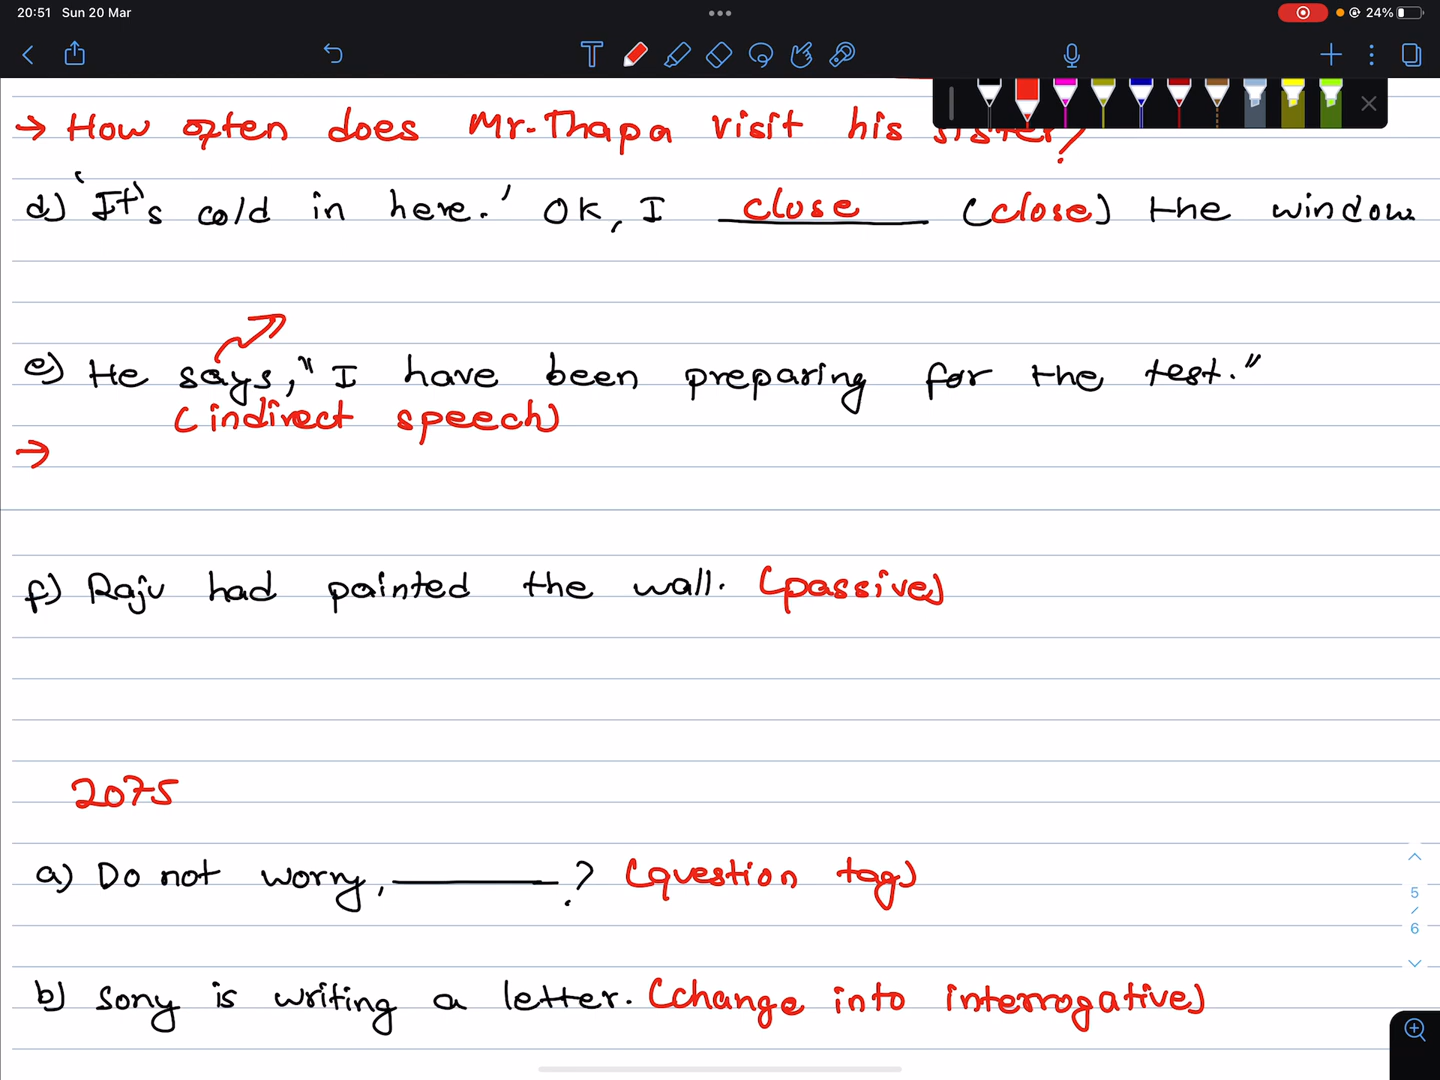 20:51 Sun 20 Mar
24%
→ How often does Mr. Thapa visit his sister?
d) 'It's cold in here.' OK, I close (close) the window.
e) He says, "I have been preparing for the test."
(indirect speech)
→
f) Raju had painted the wall. (passive)
2075
a) Do not worry, ________? (question tag)
b) Sony is writing a letter. (change into interrogative)
5
/
6